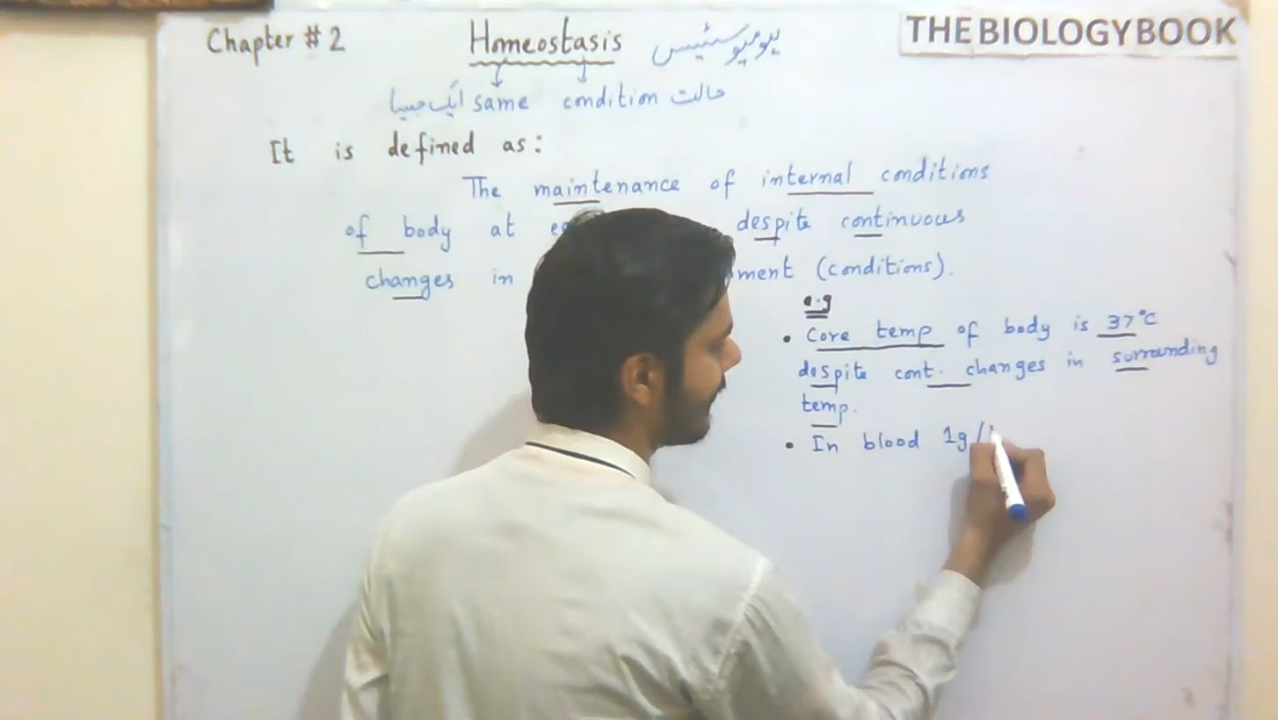 Chapter # 2 Homeostasis ہومیوسٹیسس THE BIOLOGY BOOK
ایک جیسا same condition حالت
It is defined as:
The maintenance of internal conditions
of body at despite continuous
changes in ment (conditions).
e.g
• Core temp of body is 37°C
despite cont. changes in surrounding
temp.
• In blood 1g/